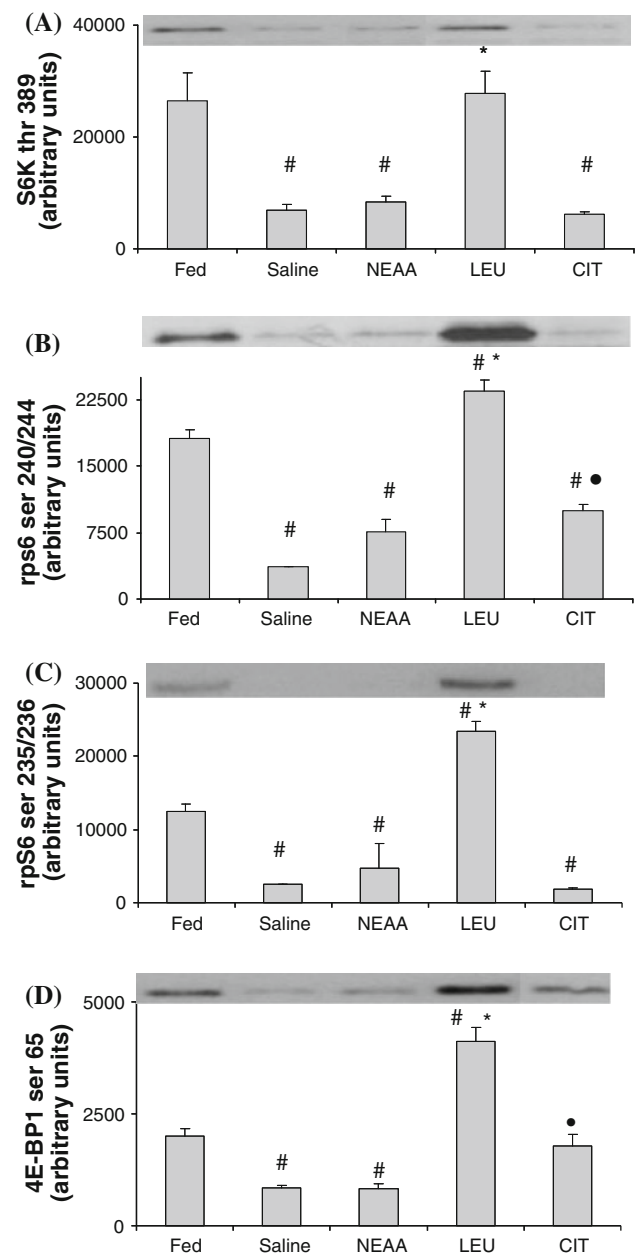 (A)
S6K thr 389
(arbitrary units)
40000
20000
0
*
# # #
Fed Saline NEAA LEU CIT
(B)
rps6 ser 240/244
(arbitrary units)
22500
15000
7500
0
# *
# # # ●
Fed Saline NEAA LEU CIT
(C)
rpS6 ser 235/236
(arbitrary units)
30000
20000
10000
0
# *
# # #
Fed Saline NEAA LEU CIT
(D)
4E-BP1 ser 65
(arbitrary units)
5000
2500
0
# *
# # ●
Fed Saline NEAA LEU CIT